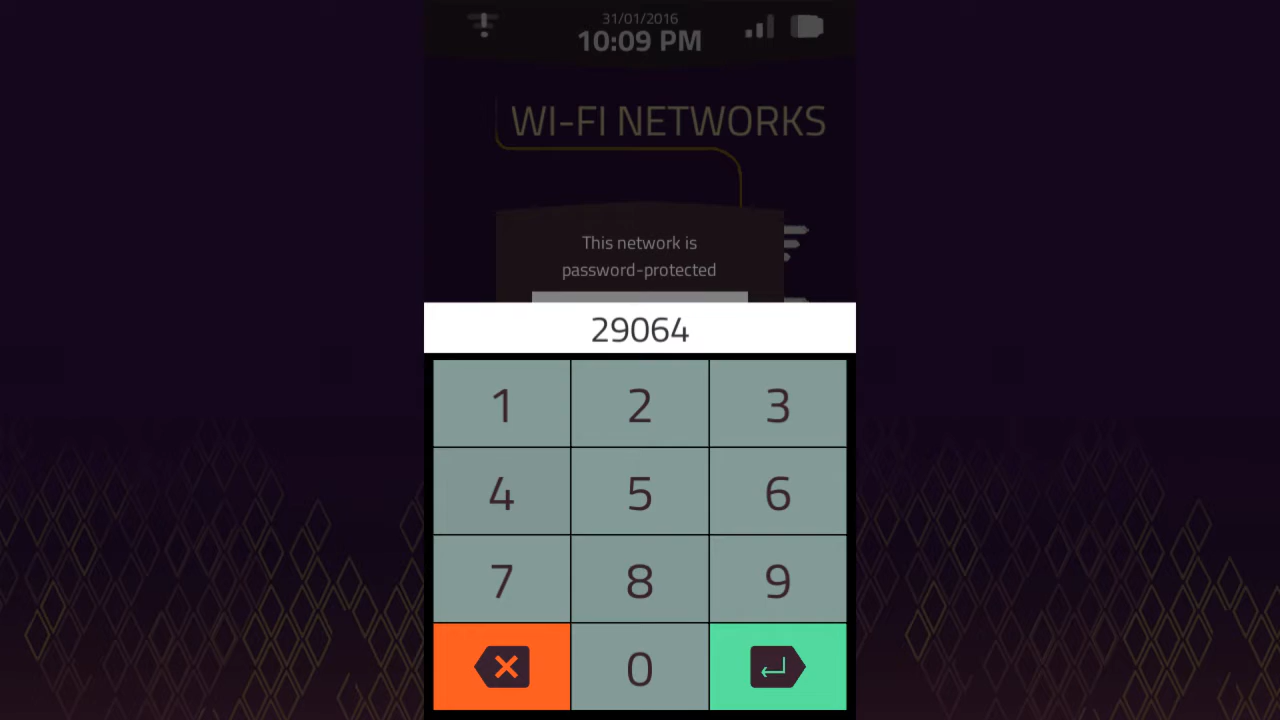 31/01/2016
10:09 PM
WI-FI NETWORKS
This network is
password-protected
29064
1 2 3
4 5 6
7 8 9
0